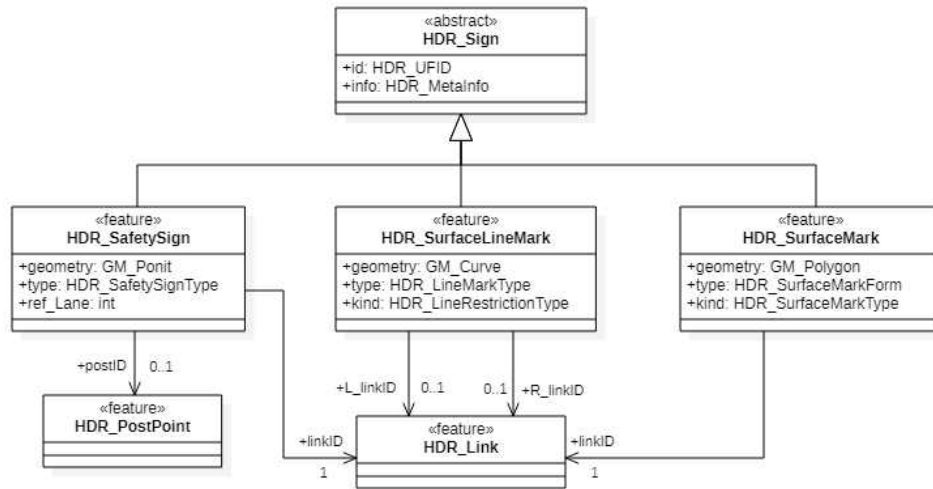 «abstract»
HDR_Sign
+id: HDR_UFID
+info: HDR_MetaInfo
«feature»
HDR_SafetySign
+geometry: GM_Ponit
+type: HDR_SafetySignType
+ref_Lane: int
«feature»
HDR_SurfaceLineMark
+geometry: GM_Curve
+type: HDR_LineMarkType
+kind: HDR_LineRestrictionType
«feature»
HDR_SurfaceMark
+geometry: GM_Polygon
+type: HDR_SurfaceMarkForm
+kind: HDR_SurfaceMarkType
+postID 0..1
+L_linkID 0..1 0..1 +R_linkID
«feature»
HDR_PostPoint
«feature»
HDR_Link
+linkID
1
+linkID
1